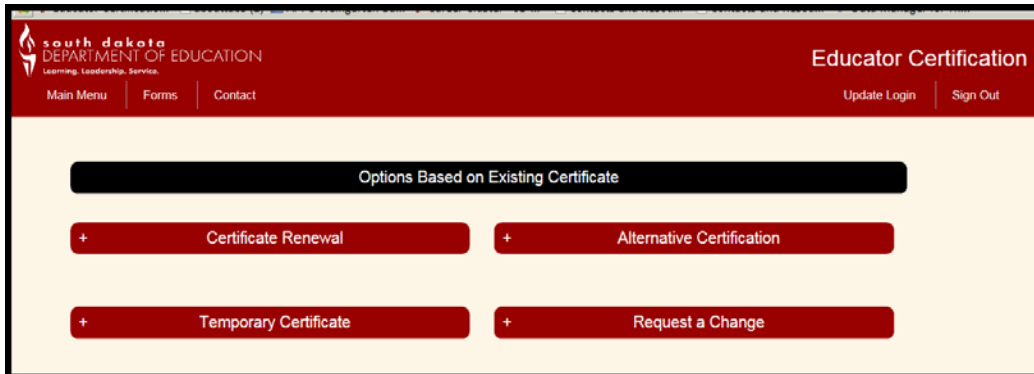 south dakota
DEPARTMENT OF EDUCATION
Learning. Leadership. Service.
Educator Certification
Main Menu Forms Contact Update Login Sign Out
Options Based on Existing Certificate
+ Certificate Renewal + Alternative Certification
+ Temporary Certificate + Request a Change